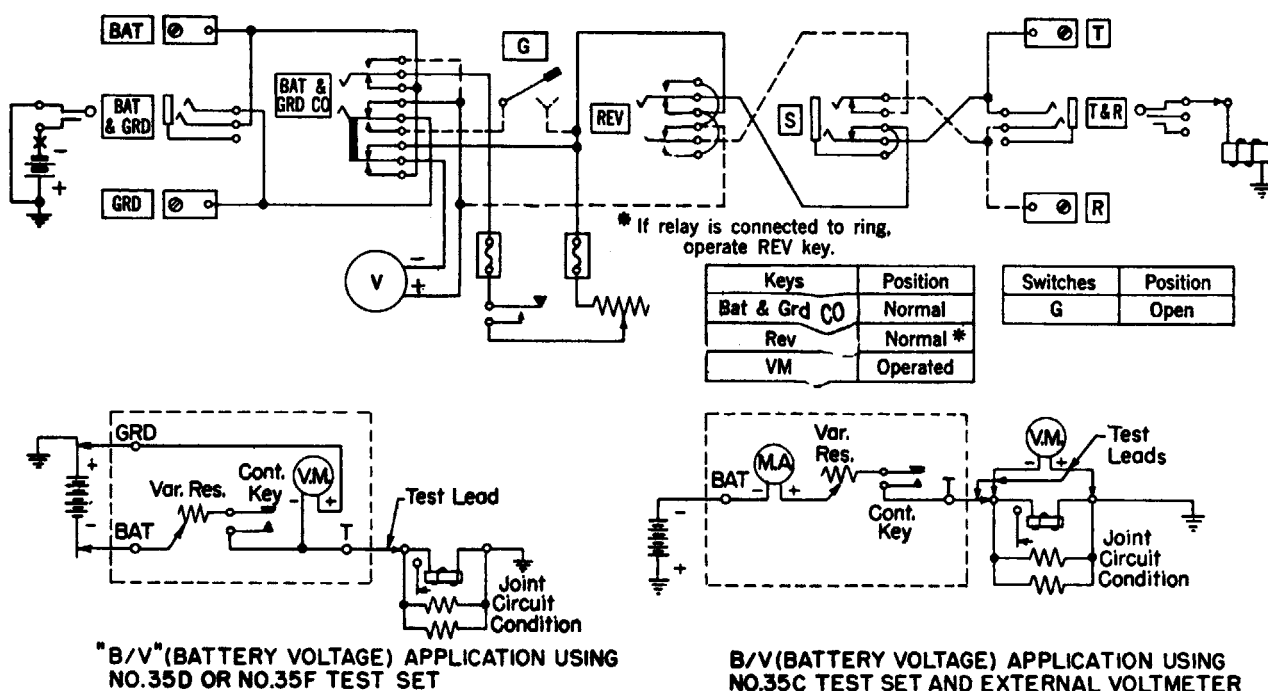 BAT
G
T
BAT &
GRD CO
BAT
& GRD
REV
S
T&R
-
+
GRD
R
* If relay is connected to ring,
operate REV key.
V
-
+
Keys Position
Bat & Grd CO Normal
Rev Normal *
VM Operated
Switches Position
G Open
GRD
+
-
Var. Res.
Cont.
Key
V.M.
- +
BAT
T
Test Lead
Joint
Circuit
Condition
"B/V" (BATTERY VOLTAGE) APPLICATION USING
NO.35D OR NO.35F TEST SET
BAT
M.A.
- +
Var.
Res.
Cont.
Key
T
V.M.
- +
Test
Leads
-
+
Joint
Circuit
Condition
B/V (BATTERY VOLTAGE) APPLICATION USING
NO.35C TEST SET AND EXTERNAL VOLTMETER